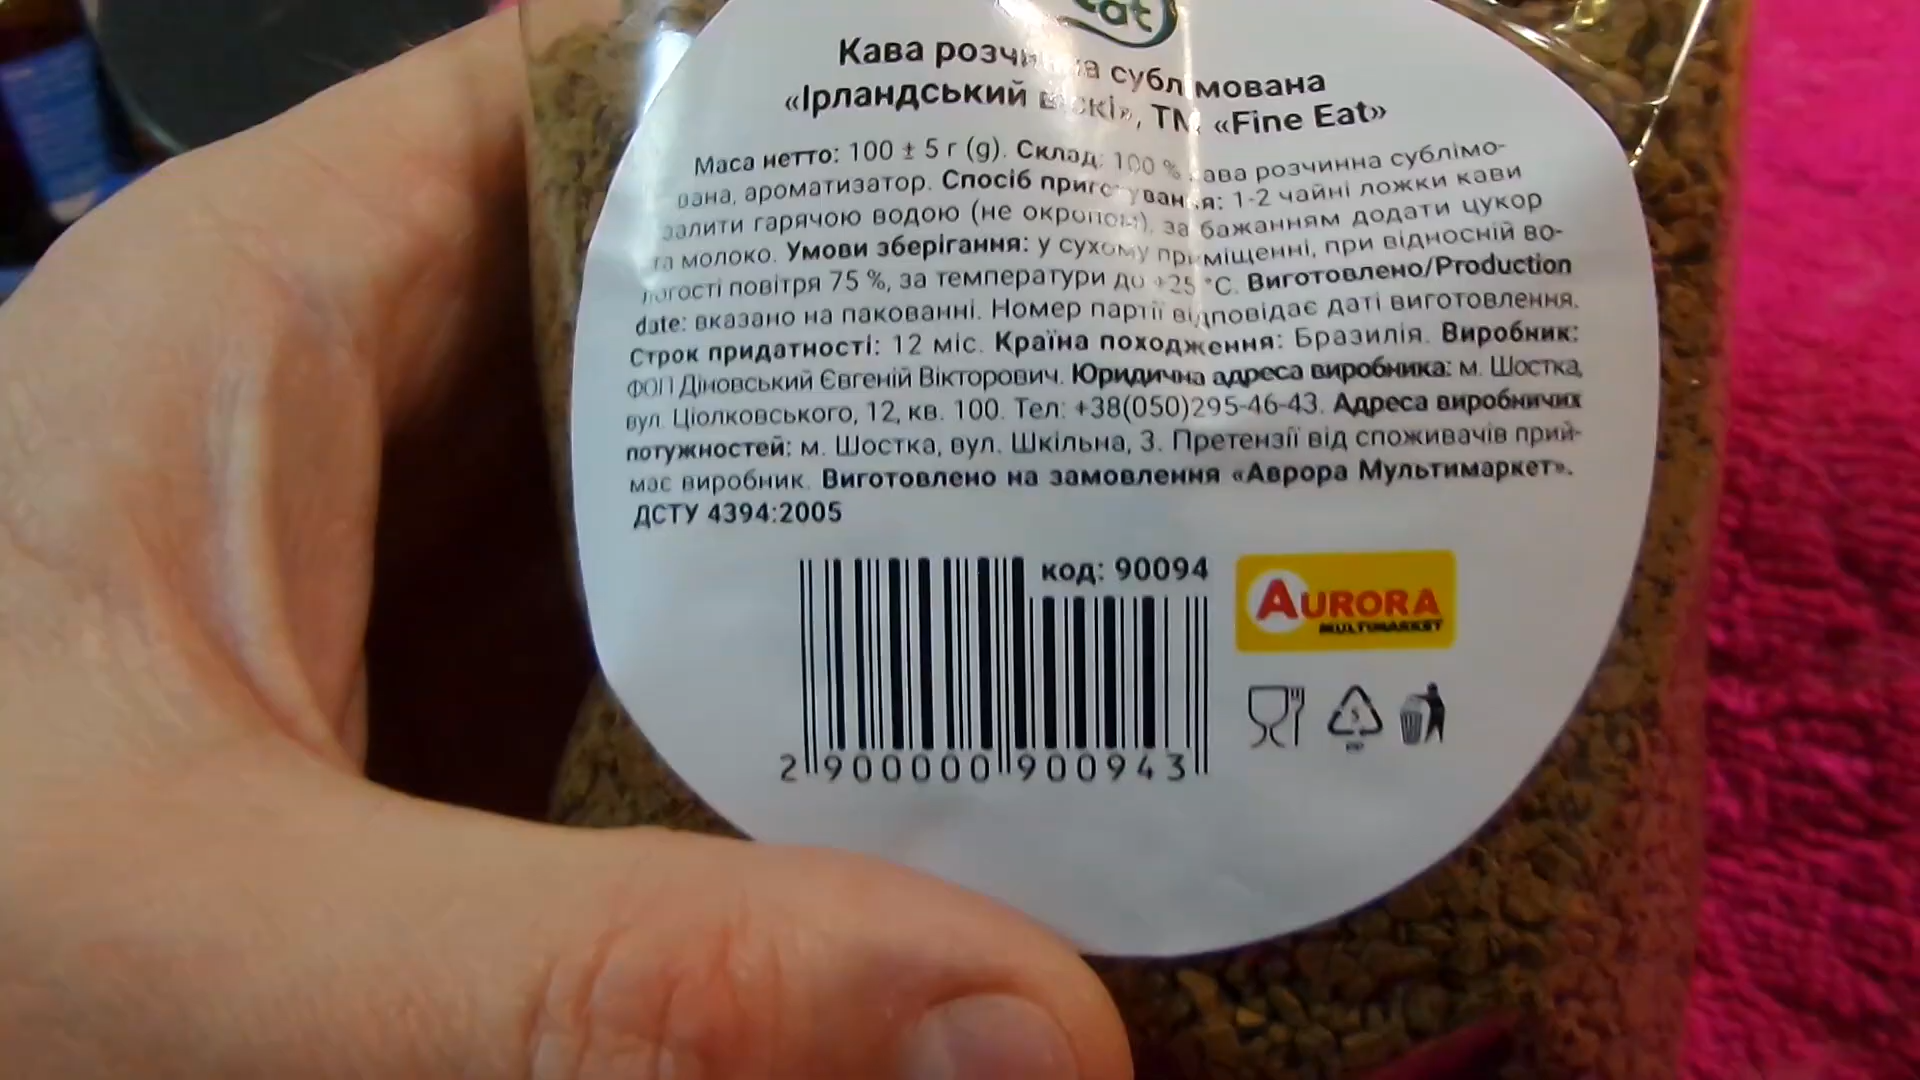 at
Кава розчинна сублімована
«Ірландський віскі», ТМ «Fine Eat»
Маса нетто: 100 ± 5 г (g). Склад: 100 % кава розчинна сублімо-
вана, ароматизатор. Спосіб приготування: 1-2 чайні ложки кави
залити гарячою водою (не окропом), за бажанням додати цукор
та молоко. Умови зберігання: у сухому приміщенні, при відносній во-
логості повітря 75 %, за температури до +25 °С. Виготовлено/Production
date: вказано на пакованні. Номер партії відповідає даті виготовлення.
Строк придатності: 12 міс. Країна походження: Бразилія. Виробник:
ФОП Діновський Євгеній Вікторович. Юридична адреса виробника: м. Шостка,
вул. Ціолковського, 12, кв. 100. Тел: +38(050)295-46-43. Адреса виробничих
потужностей: м. Шостка, вул. Шкільна, 3. Претензії від споживачів прий-
має виробник. Виготовлено на замовлення «Аврора Мультимаркет».
ДСТУ 4394:2005
код: 90094
AURORA
MULTIMARKET
2 900000 900943